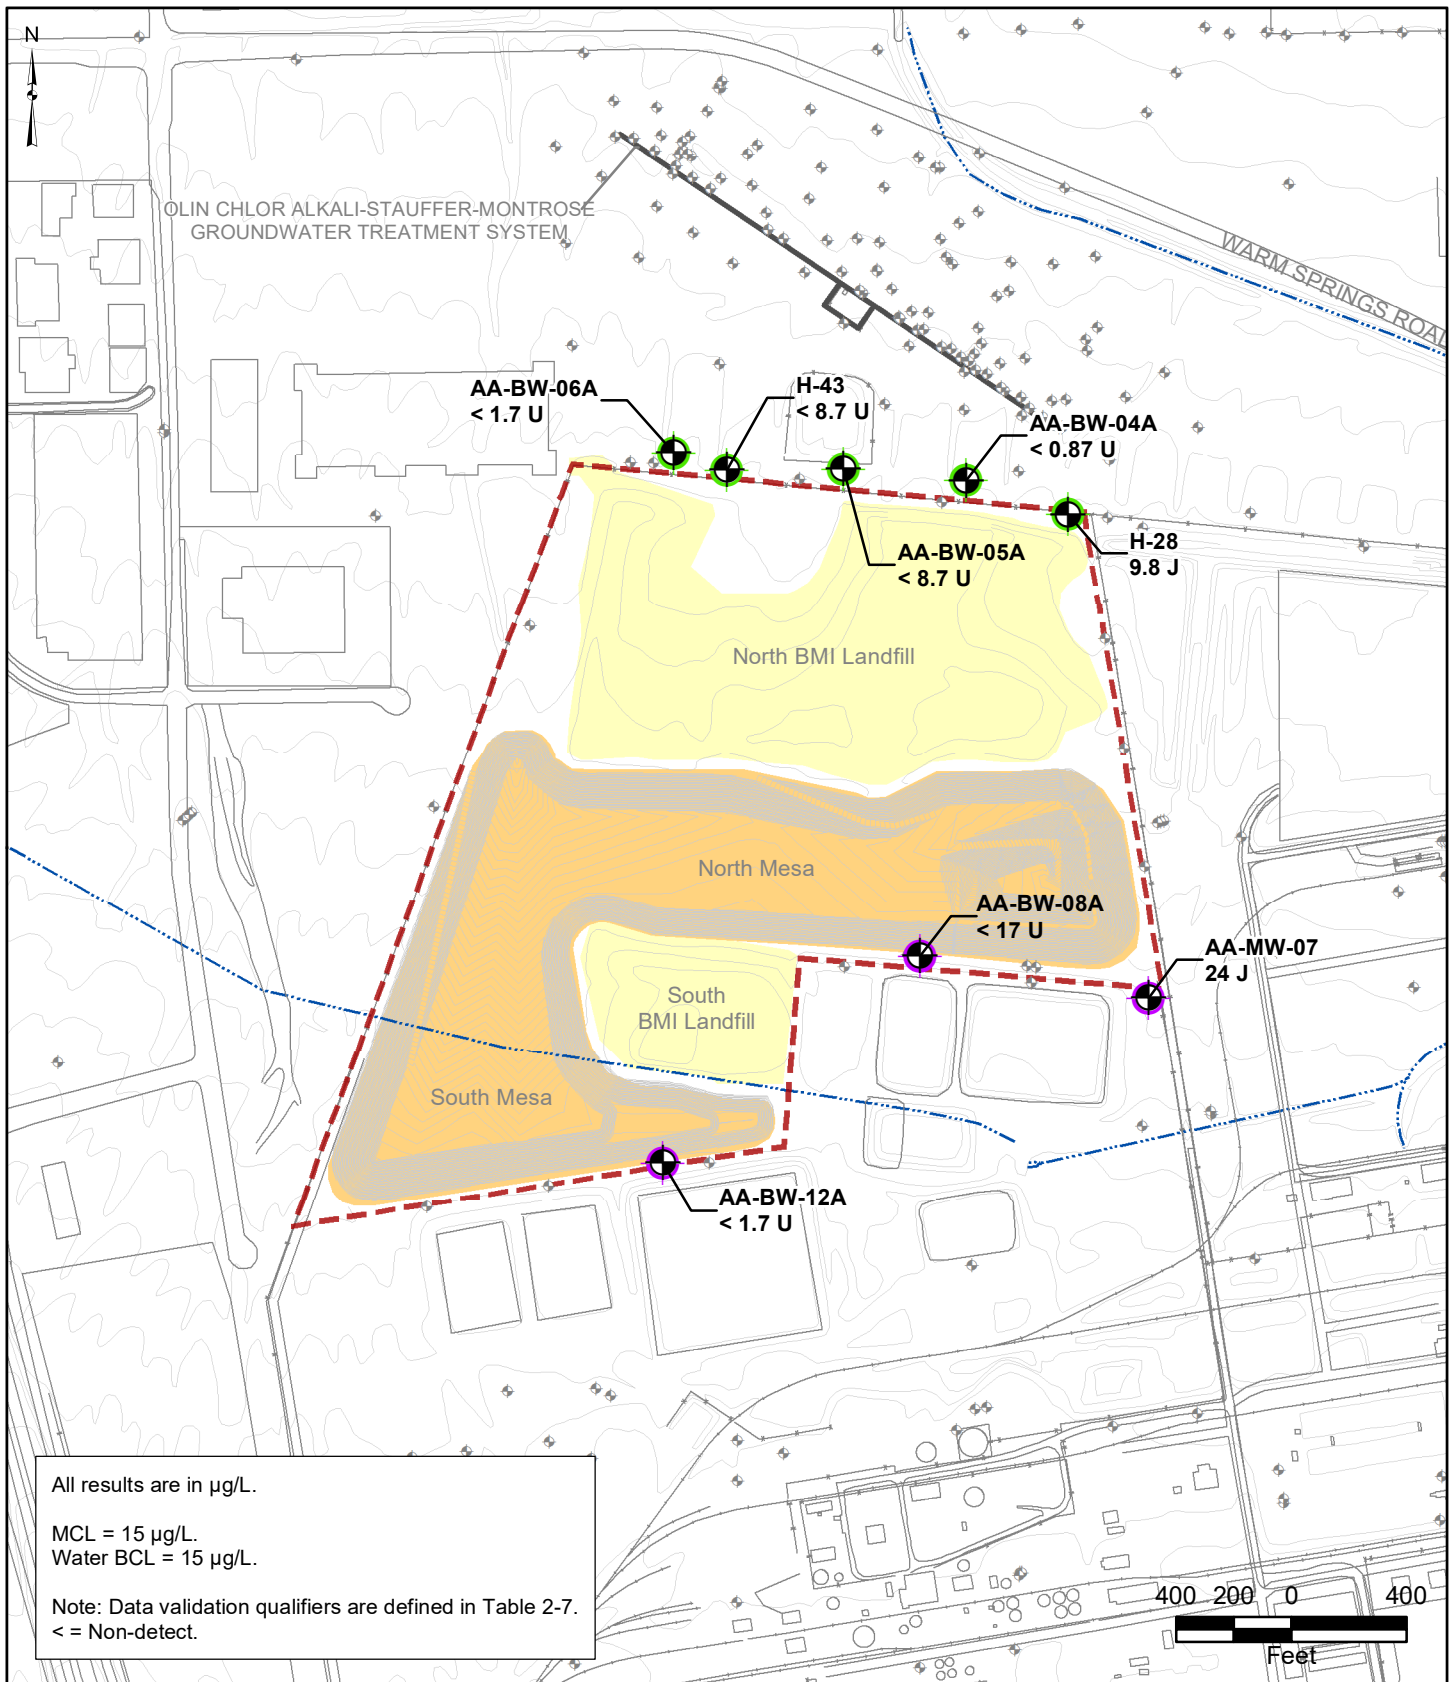 N
OLIN CHLOR ALKALI-STAUFFER-MONTROSE
GROUNDWATER TREATMENT SYSTEM
WARM SPRINGS ROAD
AA-BW-06A
< 1.7 U
H-43
< 8.7 U
AA-BW-04A
< 0.87 U
AA-BW-05A
< 8.7 U
H-28
9.8 J
North BMI Landfill
North Mesa
AA-BW-08A
< 17 U
AA-MW-07
24 J
South
BMI Landfill
South Mesa
AA-BW-12A
< 1.7 U
All results are in µg/L.
MCL = 15 µg/L.
Water BCL = 15 µg/L.
Note: Data validation qualifiers are defined in Table 2-7.
< = Non-detect.
400 200 0 400
Feet